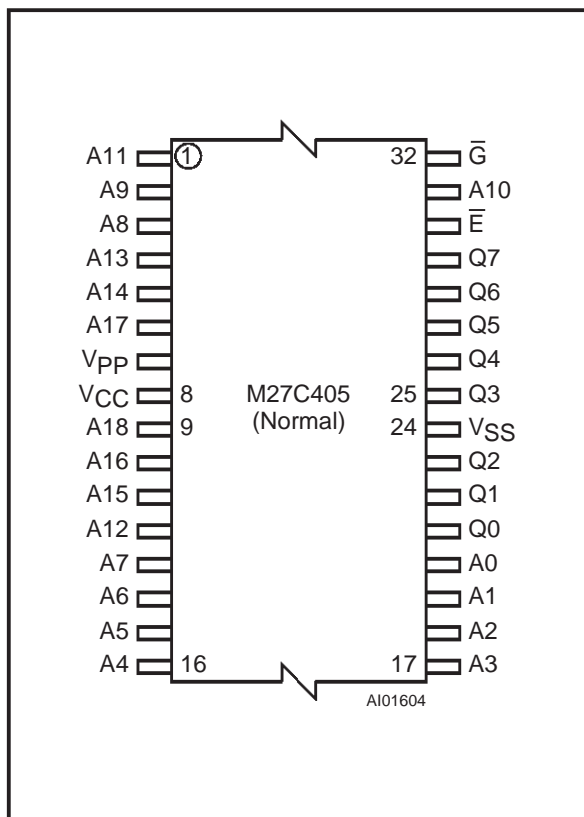 A11 1 32 G̅
A9 A10
A8 E̅
A13 Q7
A14 Q6
A17 Q5
VPP Q4
VCC 8 M27C405 25 Q3
A18 9 (Normal) 24 VSS
A16 Q2
A15 Q1
A12 Q0
A7 A0
A6 A1
A5 A2
A4 16 17 A3
AI01604